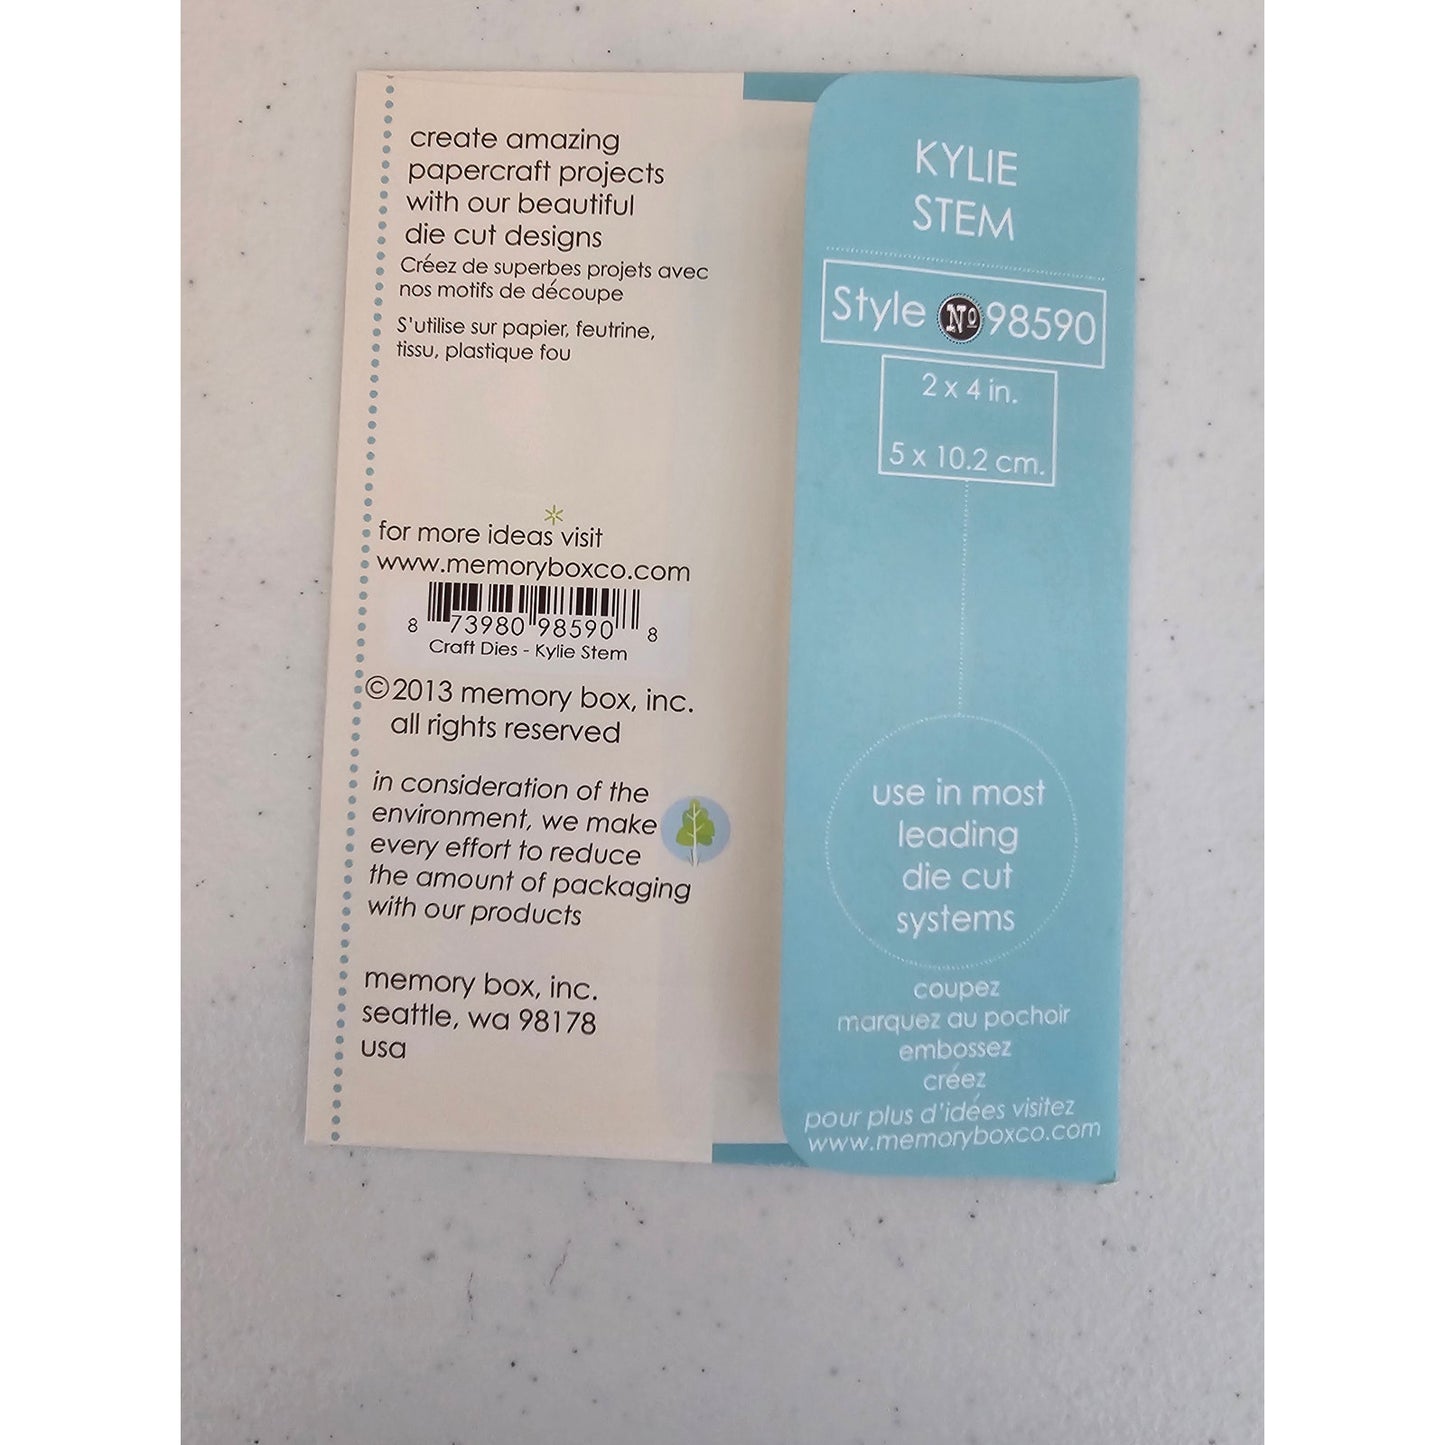 create amazing
papercraft projects
with our beautiful
die cut designs
Créez de superbes projets avec
nos motifs de découpe
S'utilise sur papier, feutrine,
tissu, plastique fou
for more ideas visit
www.memoryboxco.com
8 73980 98590 8
Craft Dies - Kylie Stem
©2013 memory box, inc.
all rights reserved
in consideration of the
environment, we make
every effort to reduce
the amount of packaging
with our products
memory box, inc.
seattle, wa 98178
usa
KYLIE
STEM
Style Nº 98590
2 x 4 in.
5 x 10.2 cm.
use in most
leading
die cut
systems
coupez
marquez au pochoir
embossez
créez
pour plus d'idées visitez
www.memoryboxco.com